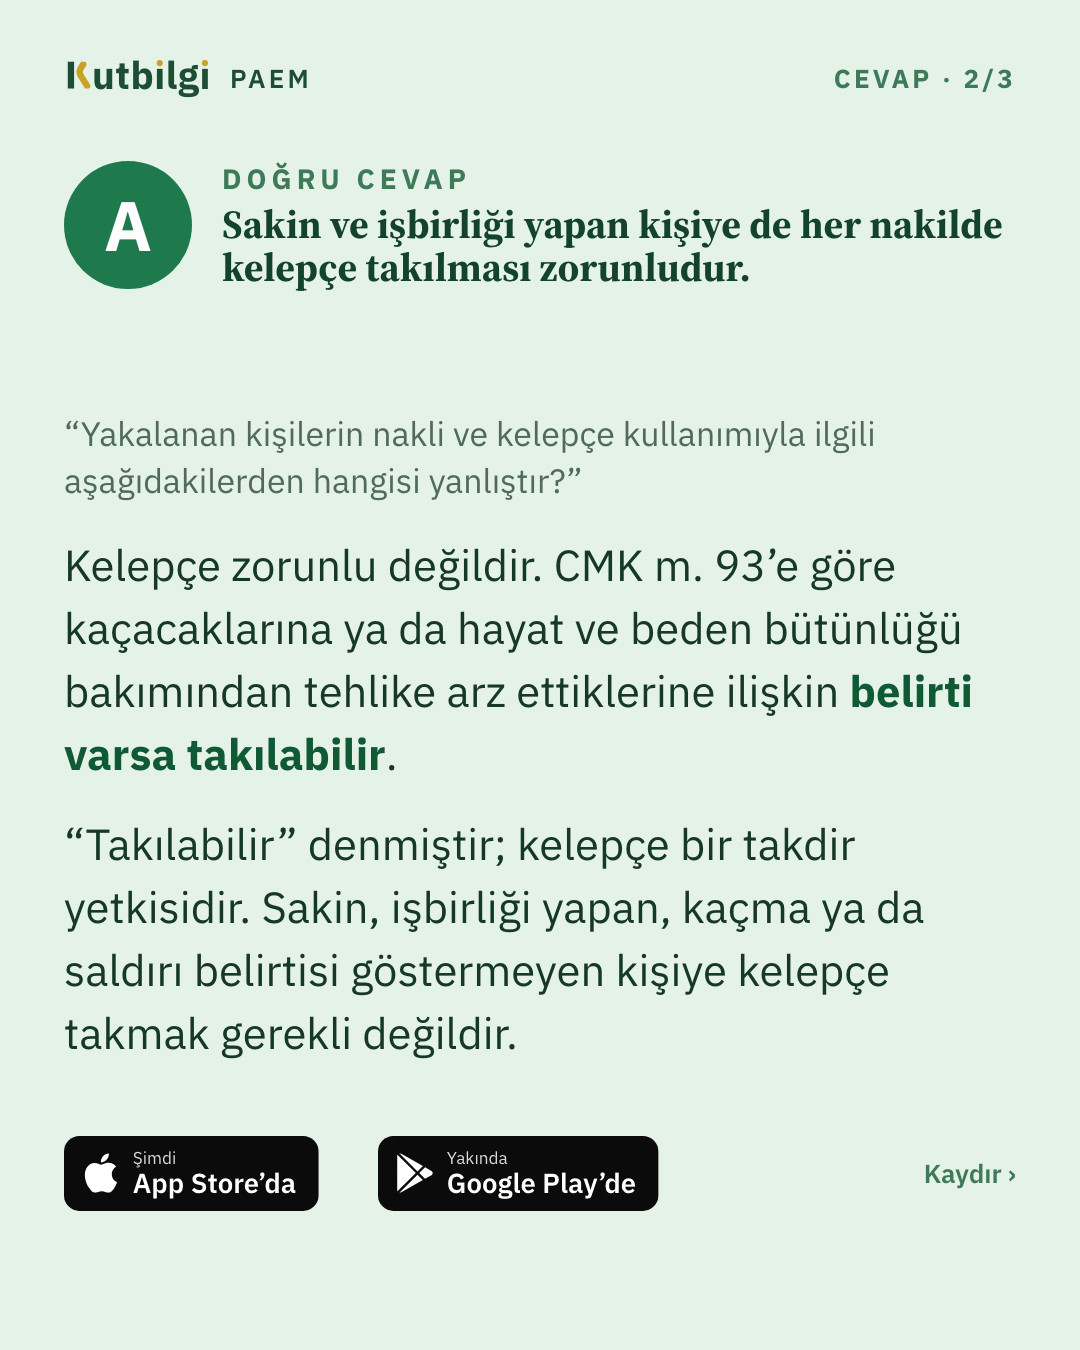 Kutbilgi PAEM
CEVAP · 2/3
A
DOĞRU CEVAP
Sakin ve işbirliği yapan kişiye de her nakilde
kelepçe takılması zorunludur.
“Yakalanan kişilerin nakli ve kelepçe kullanımıyla ilgili
aşağıdakilerden hangisi yanlıştır?”
Kelepçe zorunlu değildir. CMK m. 93’e göre
kaçacaklarına ya da hayat ve beden bütünlüğü
bakımından tehlike arz ettiklerine ilişkin belirti
varsa takılabilir.
“Takılabilir” denmiştir; kelepçe bir takdir
yetkisidir. Sakin, işbirliği yapan, kaçma ya da
saldırı belirtisi göstermeyen kişiye kelepçe
takmak gerekli değildir.
Şimdi
App Store’da
Yakında
Google Play’de
Kaydır ›